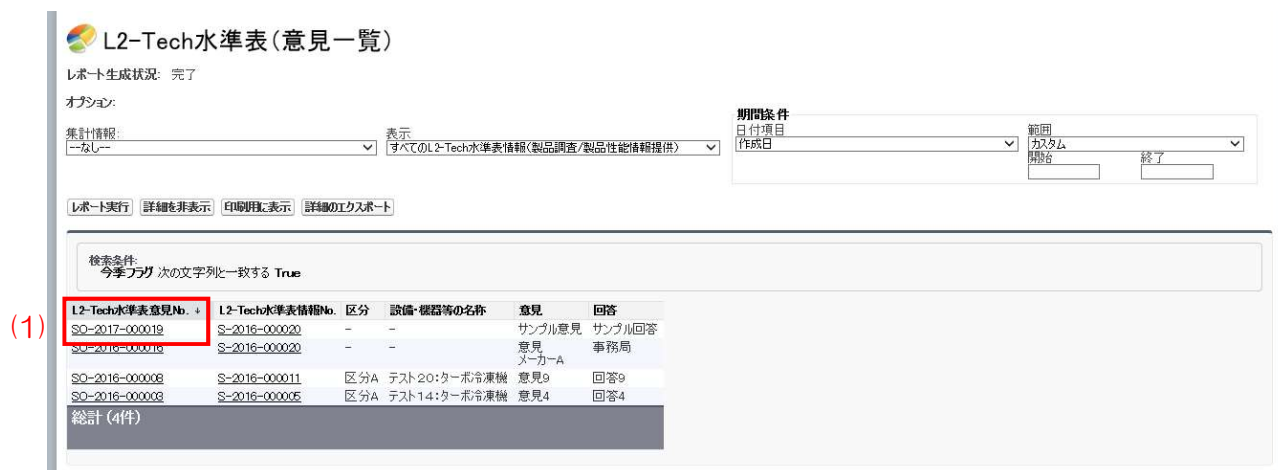 L2-Tech水準表(意見一覧)
レポート生成状況: 完了
オプション:
集計情報:
--なし--
表示
すべてのL2-Tech水準表情報(製品調査/製品性能情報提供)
期間条件
日付項目
作成日
範囲
カスタム
開始
終了
レポート実行 詳細を非表示 印刷用に表示 詳細のエクスポート
検索条件:
今季フラグ 次の文字列と一致する True
(1)
L2-Tech水準表意見No. ↓ L2-Tech水準表情報No. 区分 設備・機器等の名称 意見 回答
SO-2017-000019 S-2016-000020 - - サンプル意見 サンプル回答
SO-2016-000016 S-2016-000020 - - 意見 事務局
メーカーA
SO-2016-000008 S-2016-000011 区分A テスト20:ターボ冷凍機 意見9 回答9
SO-2016-000003 S-2016-000005 区分A テスト14:ターボ冷凍機 意見4 回答4
総計 (4件)